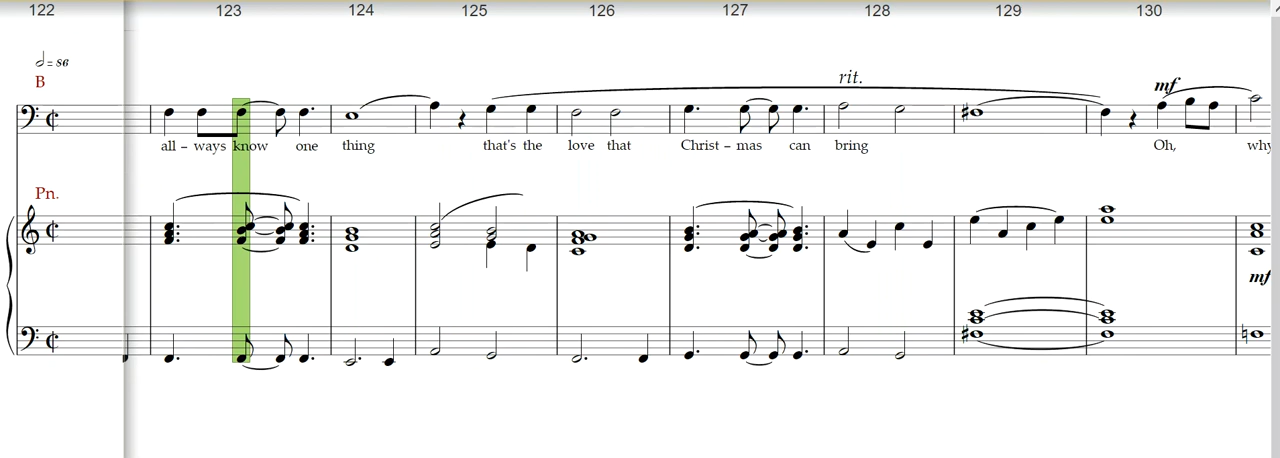 122 123 124 125 126 127 128 129 130
𝅗𝅥 = 56
B
rit.
mf
all - ways know one thing that's the love that Christ - mas can bring Oh, why
Pn.
mf